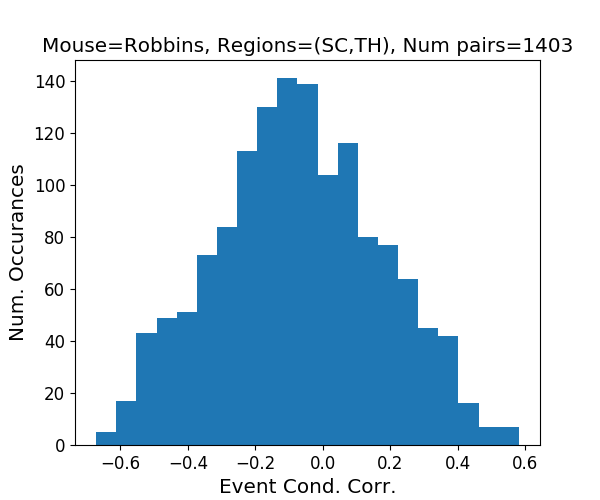 Mouse=Robbins, Regions=(SC,TH), Num pairs=1403
140
120
100
80
60
40
20
0
Num. Occurances
−0.6 −0.4 −0.2 0.0 0.2 0.4 0.6
Event Cond. Corr.